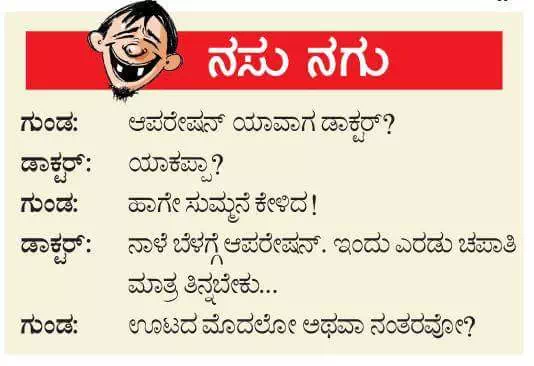 ನಸು ನಗು
ಗುಂಡ: ಆಪರೇಷನ್ ಯಾವಾಗ ಡಾಕ್ಟರ್?
ಡಾಕ್ಟರ್: ಯಾಕಪ್ಪಾ?
ಗುಂಡ: ಹಾಗೇ ಸುಮ್ಮನೆ ಕೇಳಿದ!
ಡಾಕ್ಟರ್: ನಾಳೆ ಬೆಳಗ್ಗೆ ಆಪರೇಷನ್. ಇಂದು ಎರಡು ಚಪಾತಿ
ಮಾತ್ರ ತಿನ್ನಬೇಕು...
ಗುಂಡ: ಊಟದ ಮೊದಲೋ ಅಥವಾ ನಂತರವೋ?